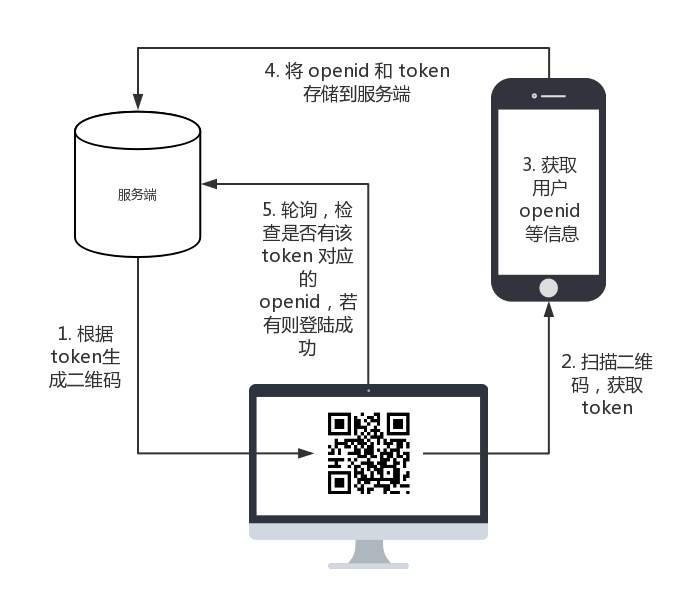 4. 将 openid 和 token
存储到服务端
3. 获取
用户
openid
等信息
服务端
5. 轮询，检
查是否有该
token 对应
的
openid，若
有则登陆成
功
1. 根据
token生
成二维码
2. 扫描二维
码，获取
token